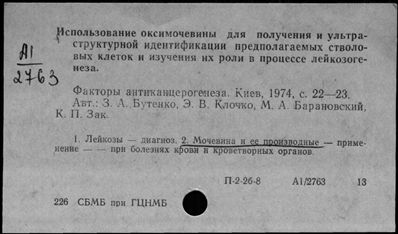 Использование оксимочевины для получения и ультра-
структурной идентификации предполагаемых стволо-
вых клеток и изучения их роли в процессе лейкозоге-
неза.
А1
2763
Факторы антиканцерогенеза. Киев, 1974, с. 22—23.
Авт.: З. А. Бутенко, Э. В. Клочко, М. А. Барановский,
К. П. Зак.
1. Лейкозы — диагноз. 2. Мочевина и ее производные — приме-
нение — — при болезнях крови и кроветворных органов.
П-2-26-8 А1/2763 13
226 СБМБ при ГЦНМБ